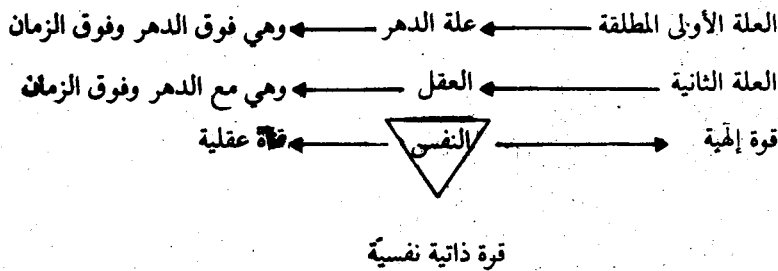 العلة الأولى المطلقة علة الدهر وهي فوق الدهر وفوق الزمان
العلة الثانية العقل وهي مع الدهر وفوق الزمان
قوة إلهية النفس قوة عقلية
قوة ذاتية نفسيّة